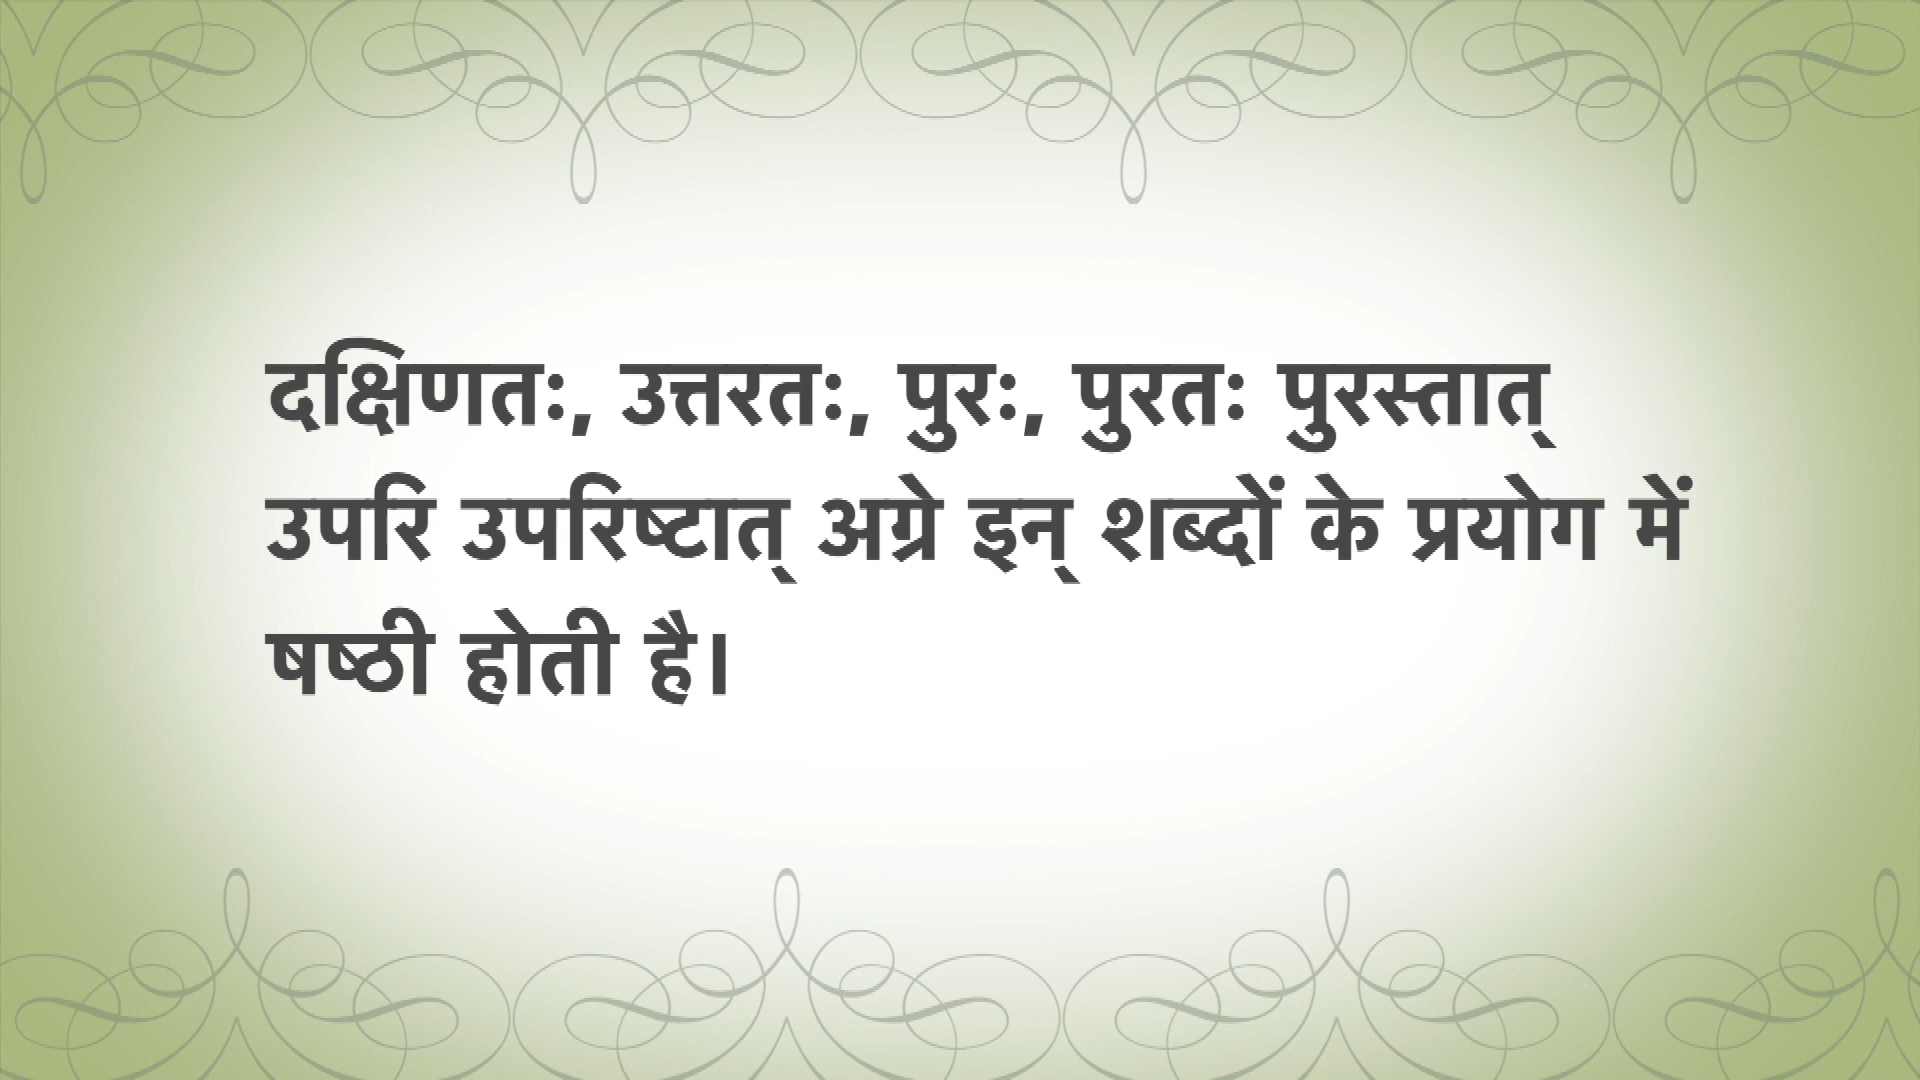 दक्षिणतः, उत्तरतः, पुरः, पुरतः पुरस्तात्
उपरि उपरिष्टात् अग्रे इन् शब्दों के प्रयोग में
षष्ठी होती है।